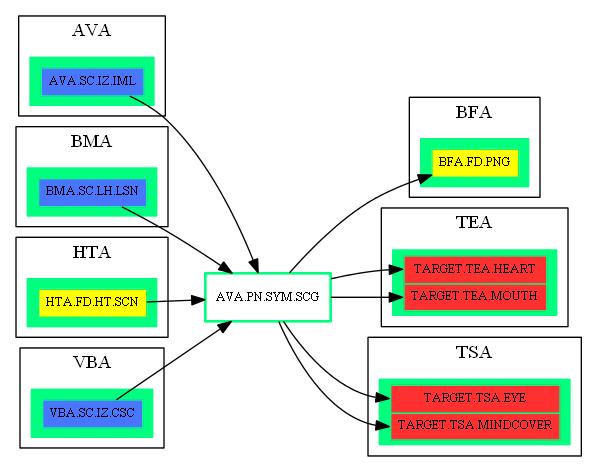 AVA
AVA.SC.IZ.IML
BMA
BMA.SC.LH.LSN
HTA
HTA.FD.HT.SCN
VBA
VBA.SC.IZ.CSC
AVA.PN.SYM.SCG
BFA
BFA.FD.PNG
TEA
TARGET.TEA.HEART
TARGET.TEA.MOUTH
TSA
TARGET.TSA.EYE
TARGET.TSA.MINDCOVER